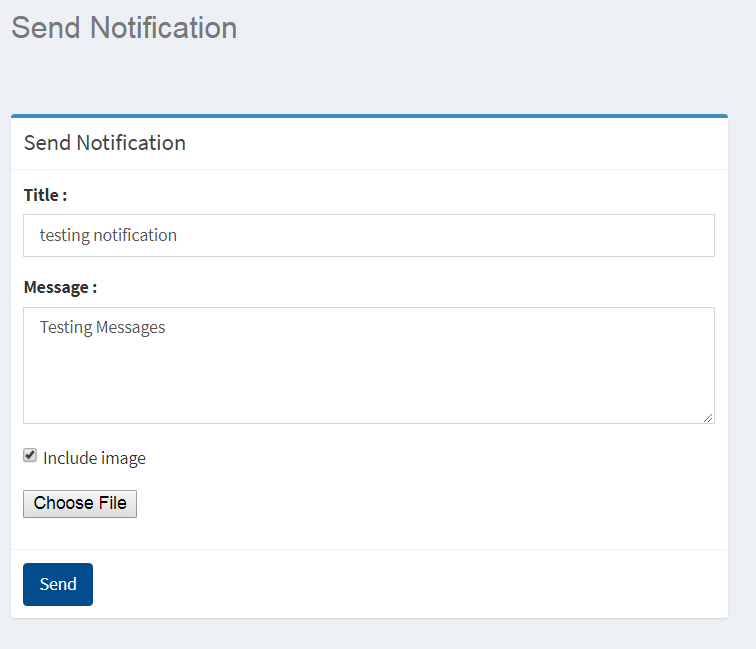 Send Notification
Send Notification
Title :
testing notification
Message :
Testing Messages
Include image
Choose File
Send